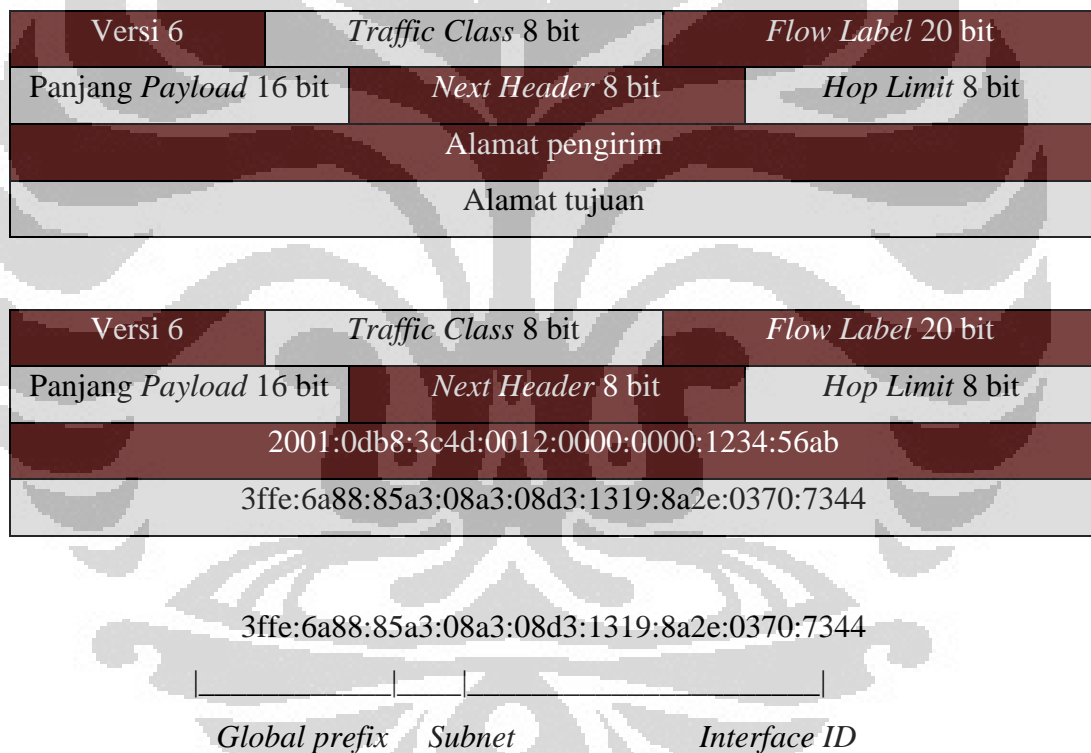 Versi 6 Traffic Class 8 bit Flow Label 20 bit
Panjang Payload 16 bit Next Header 8 bit Hop Limit 8 bit
Alamat pengirim
Alamat tujuan
Versi 6 Traffic Class 8 bit Flow Label 20 bit
Panjang Payload 16 bit Next Header 8 bit Hop Limit 8 bit
2001:0db8:3c4d:0012:0000:0000:1234:56ab
3ffe:6a88:85a3:08a3:08d3:1319:8a2e:0370:7344
3ffe:6a88:85a3:08a3:08d3:1319:8a2e:0370:7344
Global prefix Subnet Interface ID